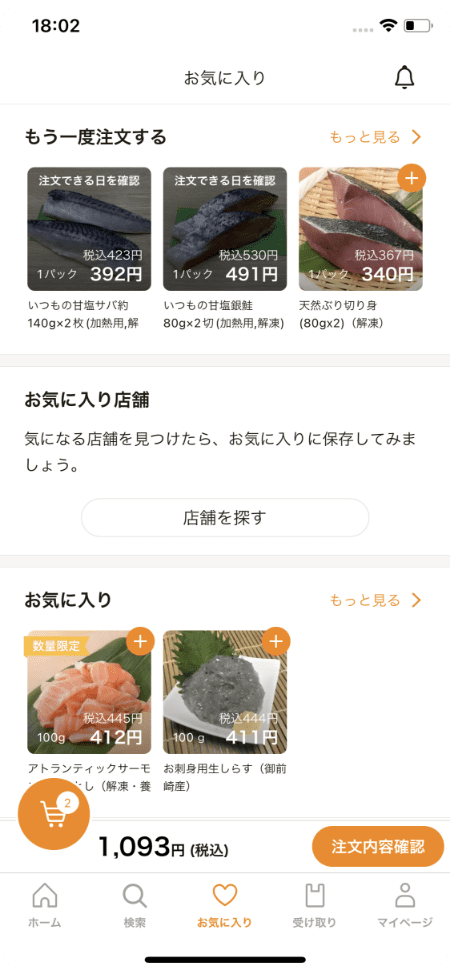 18:02
お気に入り
もう一度注文する
もっと見る
注文できる日を確認
税込423円
1パック 392円
いつもの甘塩サバ約
140g×2枚(加熱用,解
注文できる日を確認
税込530円
1パック 491円
いつもの甘塩銀鮭
80g×2切(加熱用,解凍)
税込367円
1パック 340円
天然ぶり切り身
(80gx2)（解凍）
お気に入り店舗
気になる店舗を見つけたら、お気に入りに保存してみま
しょう。
店舗を探す
お気に入り
もっと見る
数量限定
税込445円
100g 412円
アトランティックサーモ
とし（解凍・養
税込444円
100 g 411円
お刺身用生しらす（御前
崎産）
2
1,093円 (税込)
注文内容確認
ホーム
検索
お気に入り
受け取り
マイページ